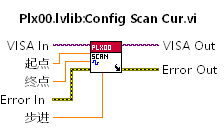 Plx00.lvlib:Config Scan Cur.vi
VISA In
PLX00
VISA Out
起点
SCAN
终点
Error Out
Error In
步进